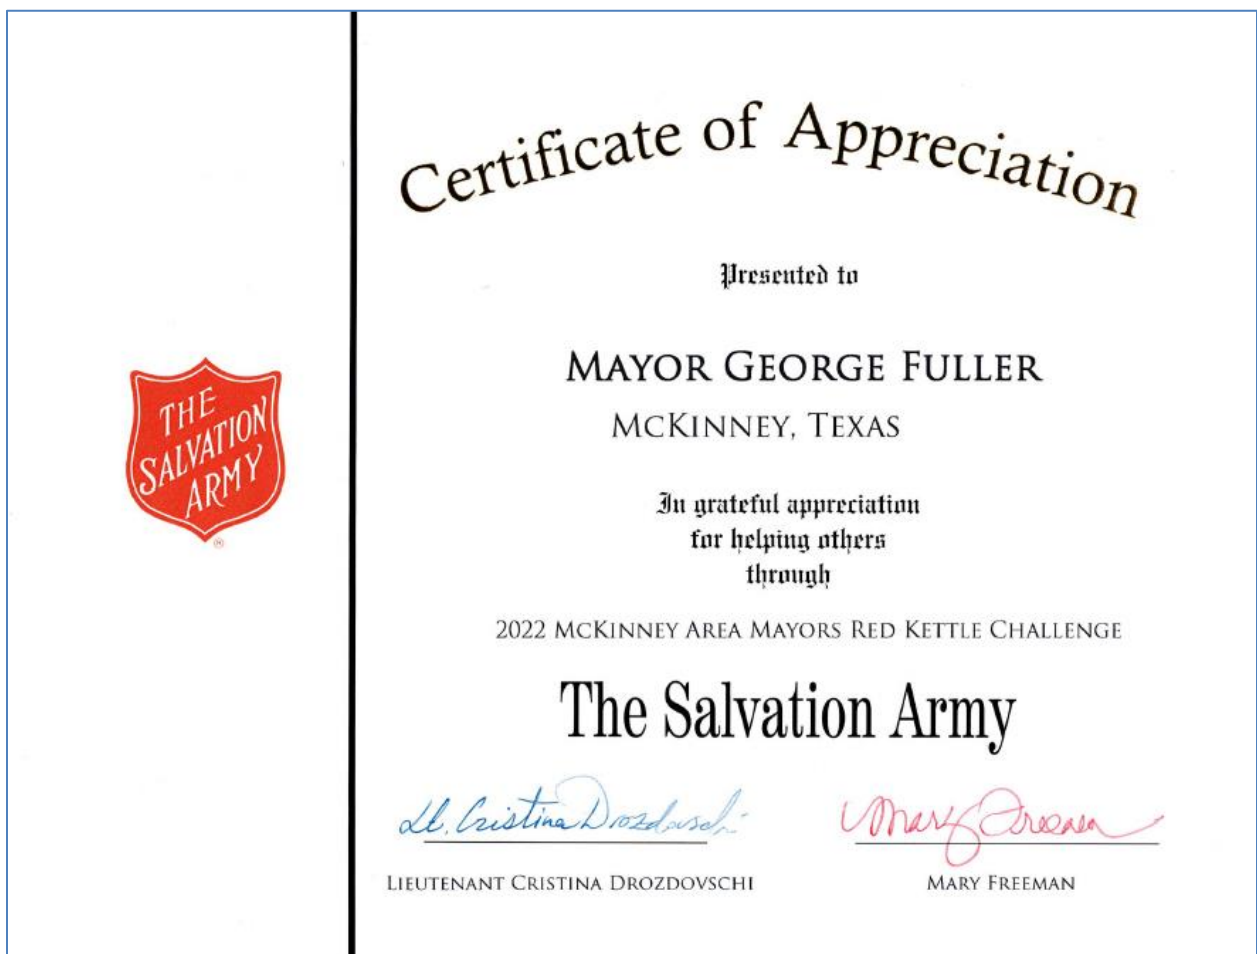 Certificate of Appreciation
Presented to
MAYOR GEORGE FULLER
MCKINNEY, TEXAS
THE
SALVATION
ARMY
®
In grateful appreciation
for helping others
through
2022 MCKINNEY AREA MAYORS RED KETTLE CHALLENGE
The Salvation Army
Lt. Cristina Drozdovschi
Mary Freeman
LIEUTENANT CRISTINA DROZDOVSCHI
MARY FREEMAN